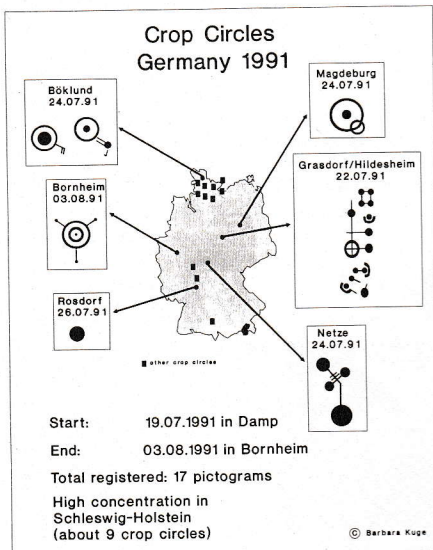 Crop Circles
Germany 1991
Böklund
24.07.91
Magdeburg
24.07.91
Bornheim
03.08.91
Grasdorf/Hildesheim
22.07.91
Rosdorf
26.07.91
Netze
24.07.91
other crop circles
Start: 19.07.1991 in Damp
End: 03.08.1991 in Bornheim
Total registered: 17 pictograms
High concentration in
Schleswig-Holstein
(about 9 crop circles)
© Barbara Kuge